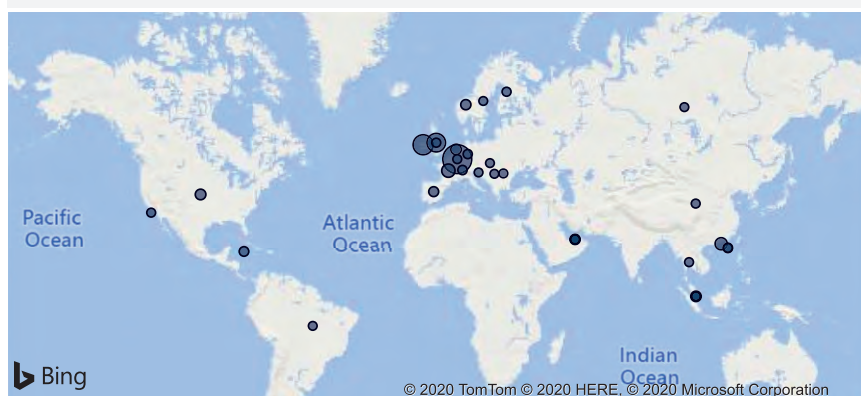 Pacific
Ocean
Atlantic
Ocean
Indian
Ocean
Bing
© 2020 TomTom © 2020 HERE, © 2020 Microsoft Corporation